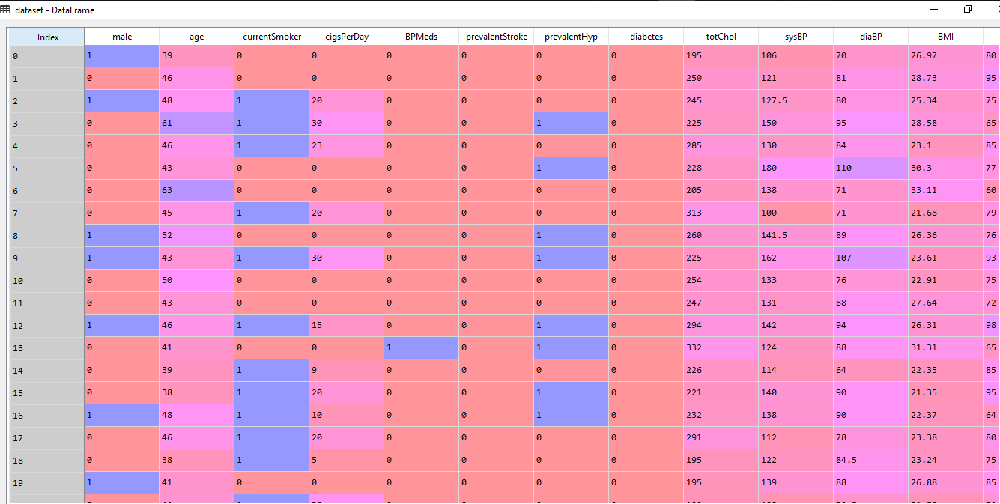 dataset - DataFrame
Index male age currentSmoker cigsPerDay BPMeds prevalentStroke prevalentHyp diabetes totChol sysBP diaBP BMI
0 1 39 0 0 0 0 0 0 195 106 70 26.97 80
1 0 46 0 0 0 0 0 0 250 121 81 28.73 95
2 1 48 1 20 0 0 0 0 245 127.5 80 25.34 75
3 0 61 1 30 0 0 1 0 225 150 95 28.58 65
4 0 46 1 23 0 0 0 0 285 130 84 23.1 85
5 0 43 0 0 0 0 1 0 228 180 110 30.3 77
6 0 63 0 0 0 0 0 0 205 138 71 33.11 60
7 0 45 1 20 0 0 0 0 313 100 71 21.68 79
8 1 52 0 0 0 0 1 0 260 141.5 89 26.36 76
9 1 43 1 30 0 0 1 0 225 162 107 23.61 93
10 0 50 0 0 0 0 0 0 254 133 76 22.91 75
11 0 43 0 0 0 0 0 0 247 131 88 27.64 72
12 1 46 1 15 0 0 1 0 294 142 94 26.31 98
13 0 41 0 0 1 0 1 0 332 124 88 31.31 65
14 0 39 1 9 0 0 0 0 226 114 64 22.35 85
15 0 38 1 20 0 0 1 0 221 140 90 21.35 95
16 1 48 1 10 0 0 1 0 232 138 90 22.37 64
17 0 46 1 20 0 0 0 0 291 112 78 23.38 80
18 0 38 1 5 0 0 0 0 195 122 84.5 23.24 75
19 1 41 0 0 0 0 0 0 195 139 88 26.88 85